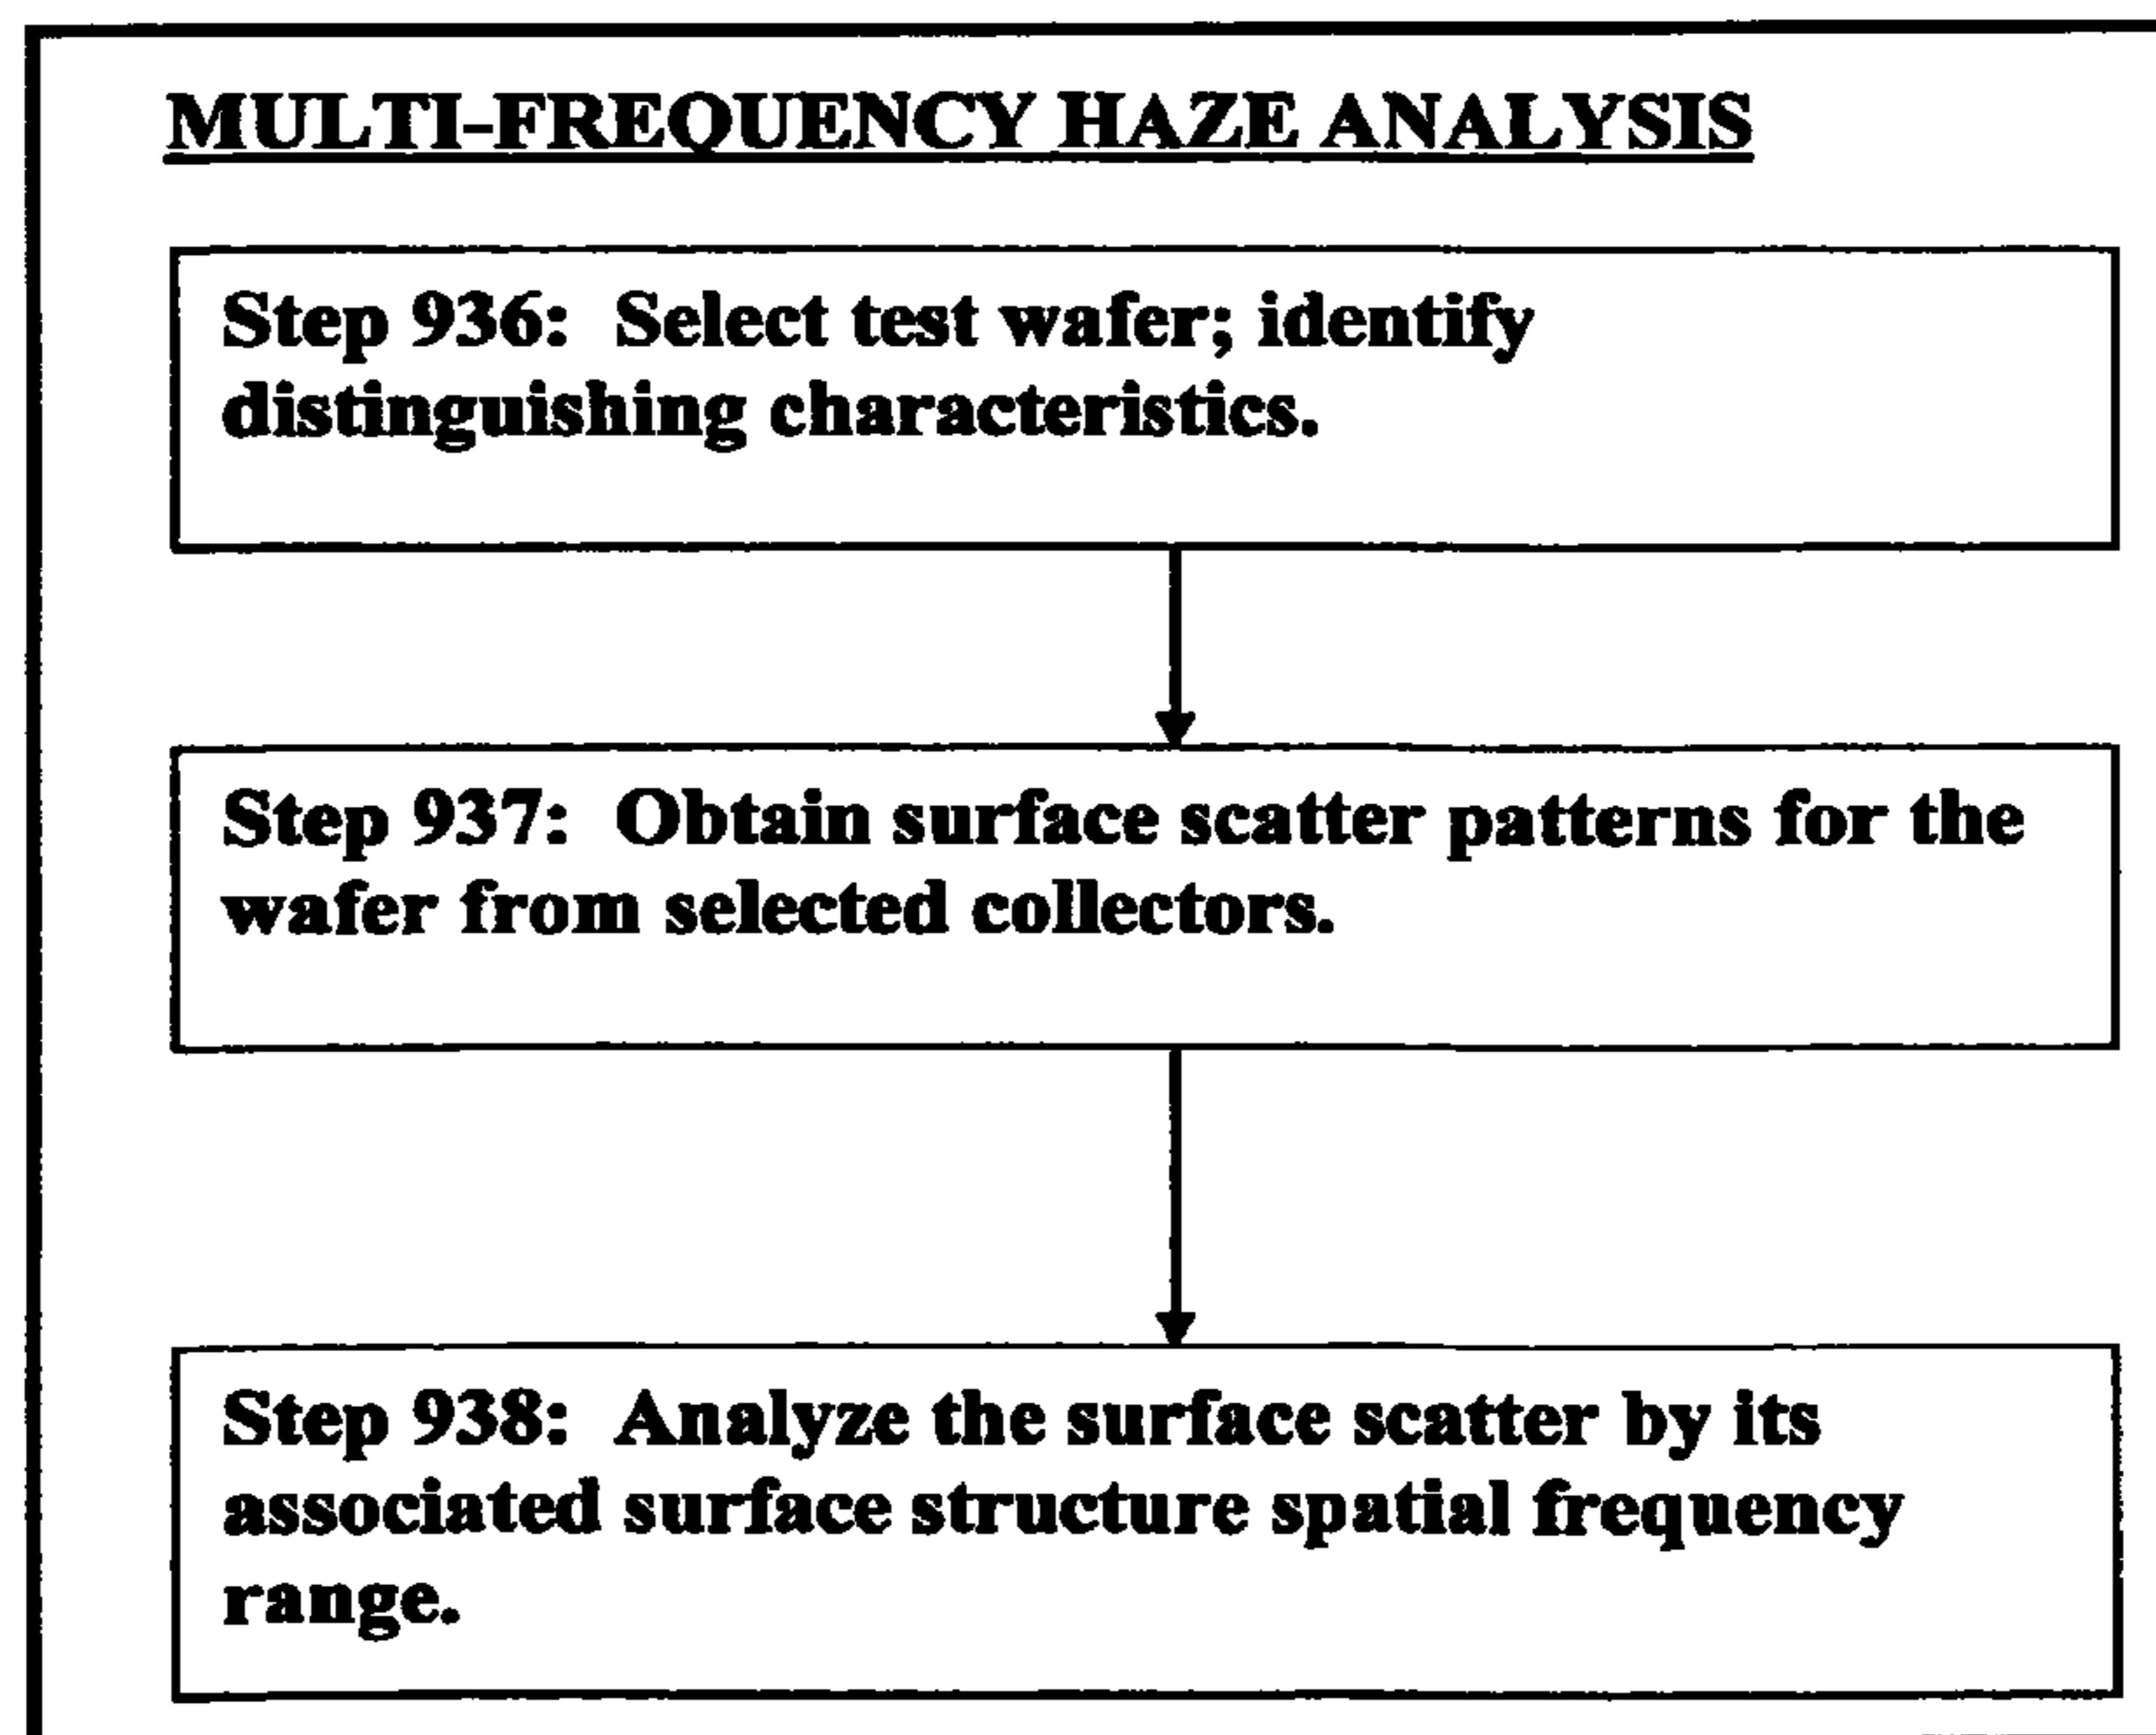 MULTI-FREQUENCY HAZE ANALYSIS
Step 936: Select test wafer; identify
distinguishing characteristics.
Step 937: Obtain surface scatter patterns for the
wafer from selected collectors.
Step 938: Analyze the surface scatter by its
associated surface structure spatial frequency
range.